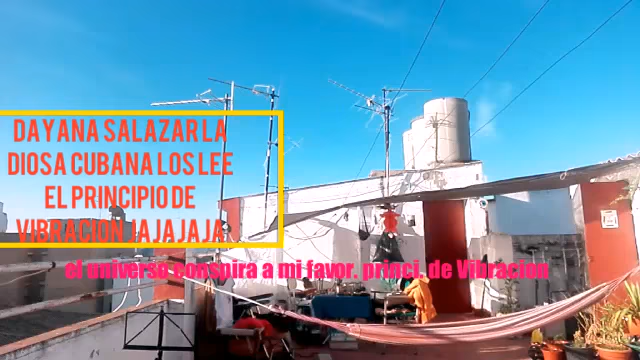 DAYANA SALAZAR LA
DIOSA CUBANA LOS LEE
EL PRINCIPIO DE
VIBRACION JAJAJAJA
el universo conspira a mi favor. princi. de Vibracion